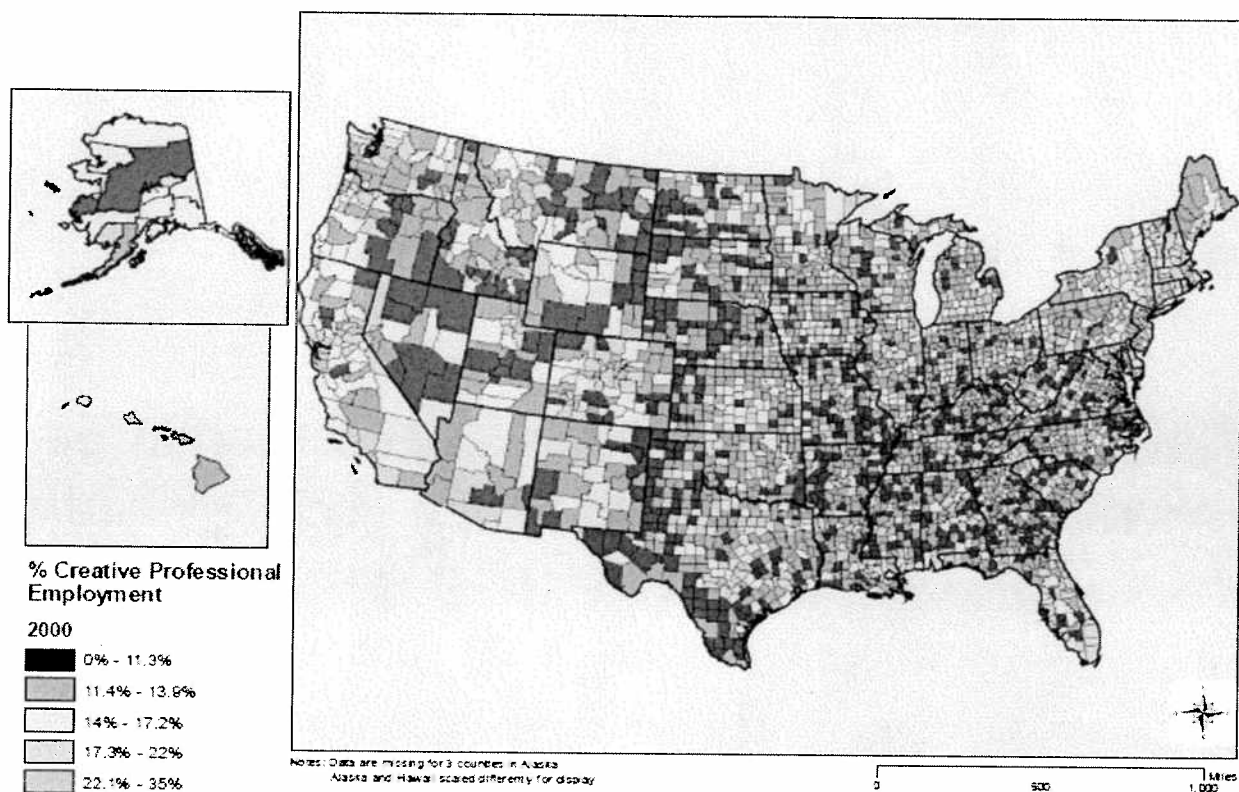 % Creative Professional
Employment
2000
0% - 11.3%
11.4% - 13.9%
14% - 17.2%
17.3% - 22%
22.1% - 35%
Notes: Data are missing for 3 counties in Alaska
Alaska and Hawaii scaled differently for display
Miles
0 500 1,000